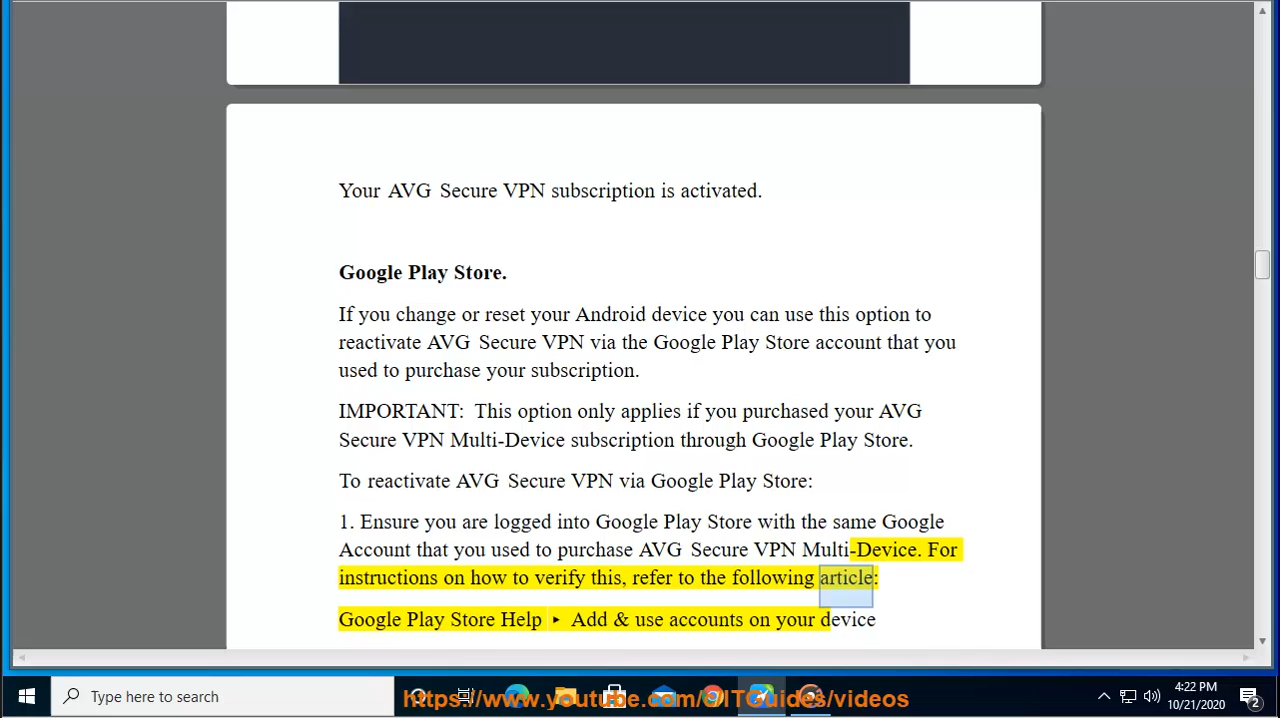 Your AVG Secure VPN subscription is activated.
Google Play Store.
If you change or reset your Android device you can use this option to
reactivate AVG Secure VPN via the Google Play Store account that you
used to purchase your subscription.
IMPORTANT: This option only applies if you purchased your AVG
Secure VPN Multi-Device subscription through Google Play Store.
To reactivate AVG Secure VPN via Google Play Store:
1. Ensure you are logged into Google Play Store with the same Google
Account that you used to purchase AVG Secure VPN Multi-Device. For
instructions on how to verify this, refer to the following article:
Google Play Store Help ▸ Add & use accounts on your device
Type here to search
https://www.youtube.com/@ITGuides/videos
4:22 PM
10/21/2020
2